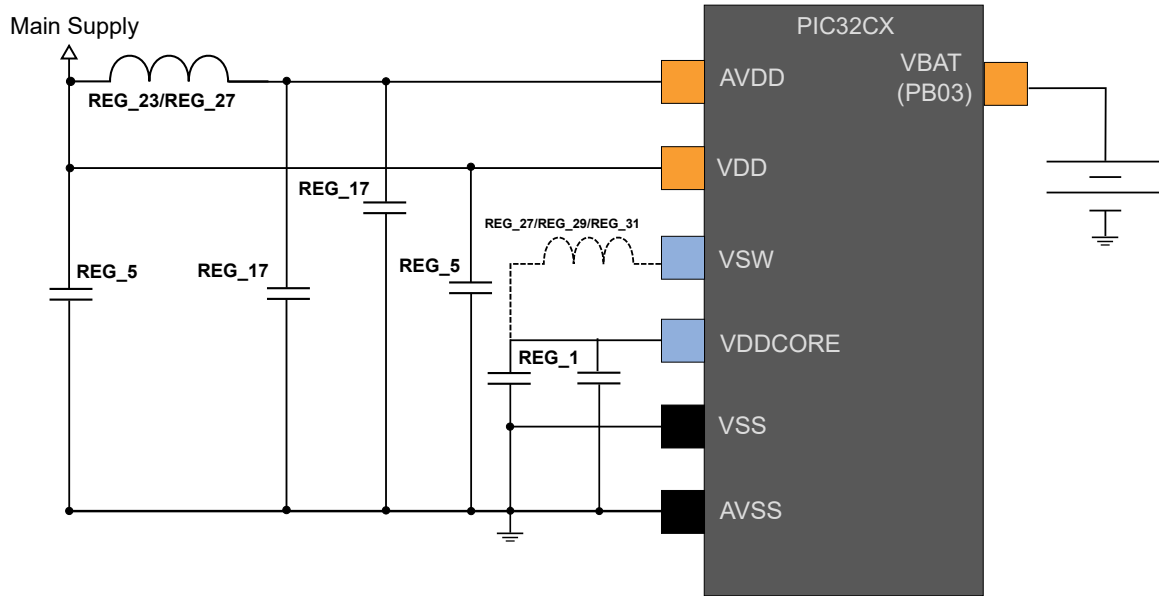 Main Supply
PIC32CX
REG_23/REG_27
AVDD
VBAT
(PB03)
VDD
REG_17
REG_27/REG_29/REG_31
REG_5
REG_17
REG_5
VSW
REG_1
VDDCORE
VSS
AVSS